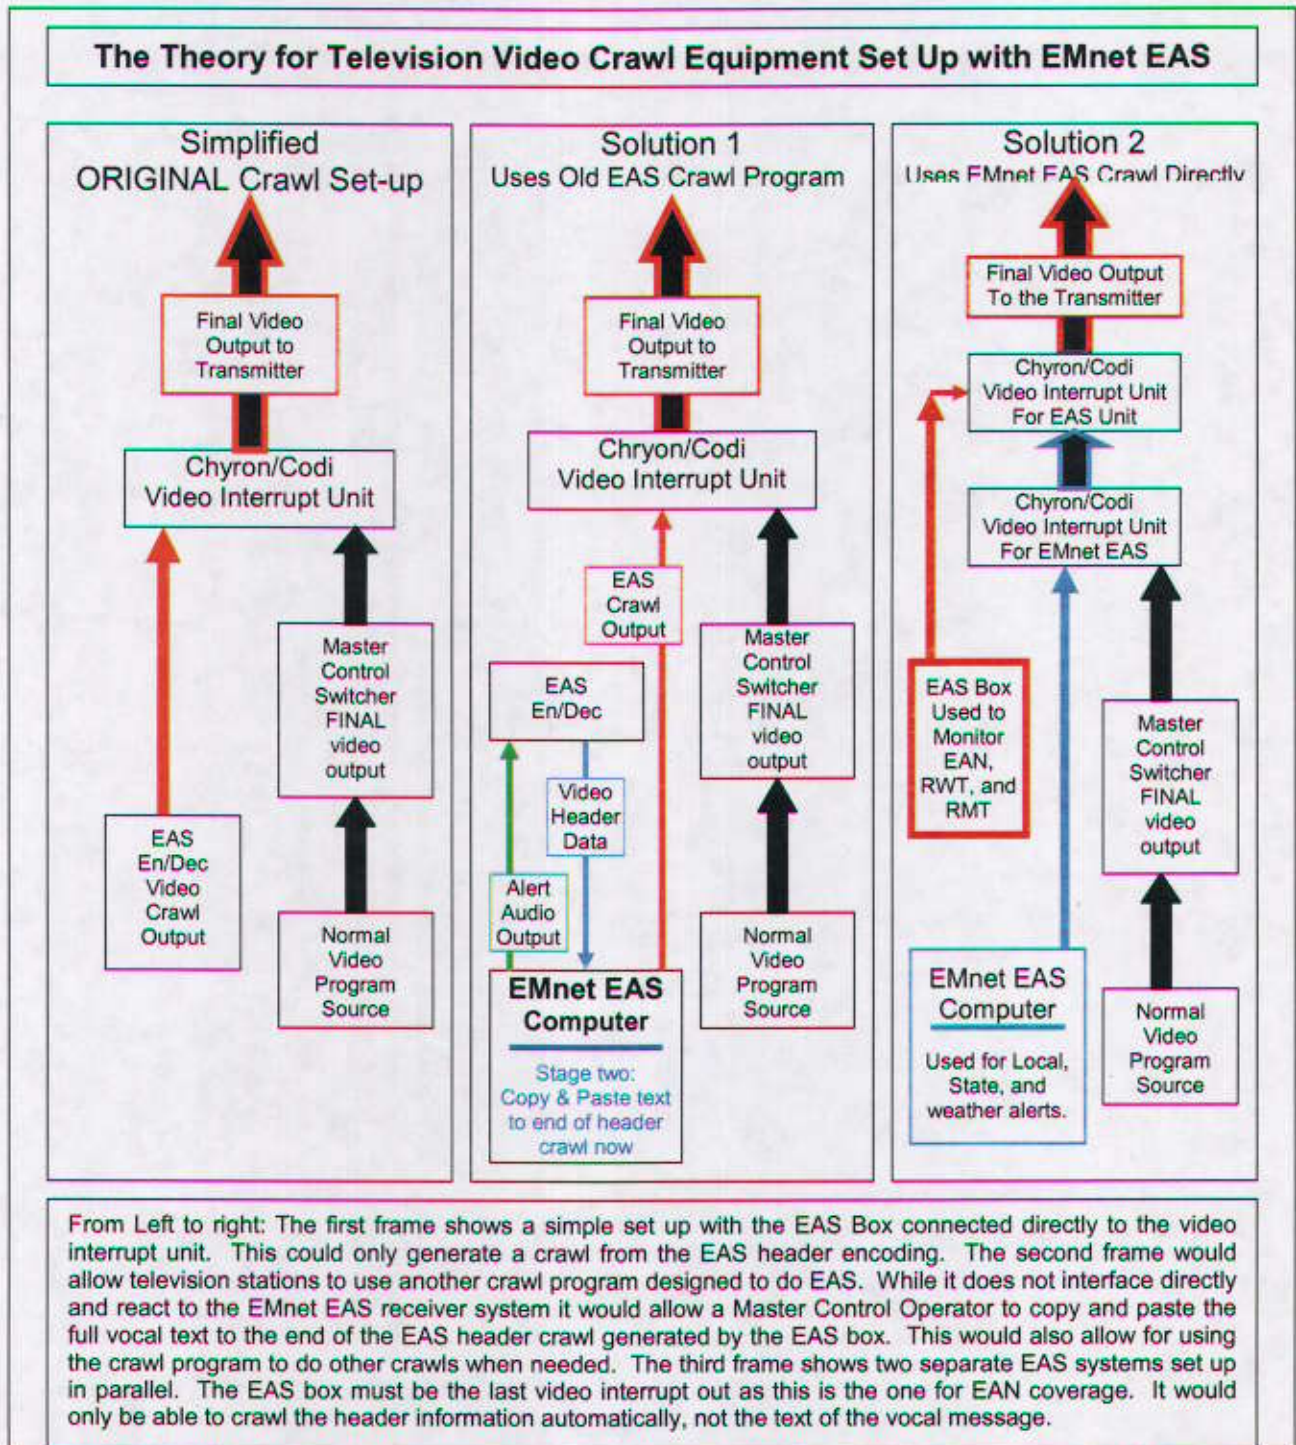 The Theory for Television Video Crawl Equipment Set Up with EMnet EAS
Simplified
ORIGINAL Crawl Set-up
Final Video
Output to
Transmitter
Chyron/Codi
Video Interrupt Unit
Master
Control
Switcher
FINAL
video
output
EAS
En/Dec
Video
Crawl
Output
Normal
Video
Program
Source
Solution 1
Uses Old EAS Crawl Program
Final Video
Output to
Transmitter
Chryon/Codi
Video Interrupt Unit
EAS
Crawl
Output
Master
Control
Switcher
FINAL
video
output
EAS
En/Dec
Video
Header
Data
Alert
Audio
Output
Normal
Video
Program
Source
EMnet EAS
Computer
Stage two:
Copy & Paste text
to end of header
crawl now
Solution 2
Uses EMnet EAS Crawl Directly
Final Video Output
To the Transmitter
Chyron/Codi
Video Interrupt Unit
For EAS Unit
Chyron/Codi
Video Interrupt Unit
For EMnet EAS
EAS Box
Used to
Monitor
EAN,
RWT, and
RMT
Master
Control
Switcher
FINAL
video
output
EMnet EAS
Computer
Used for Local,
State, and
weather alerts.
Normal
Video
Program
Source
From Left to right: The first frame shows a simple set up with the EAS Box connected directly to the video
interrupt unit. This could only generate a crawl from the EAS header encoding. The second frame would
allow television stations to use another crawl program designed to do EAS. While it does not interface directly
and react to the EMnet EAS receiver system it would allow a Master Control Operator to copy and paste the
full vocal text to the end of the EAS header crawl generated by the EAS box. This would also allow for using
the crawl program to do other crawls when needed. The third frame shows two separate EAS systems set up
in parallel. The EAS box must be the last video interrupt out as this is the one for EAN coverage. It would
only be able to crawl the header information automatically, not the text of the vocal message.